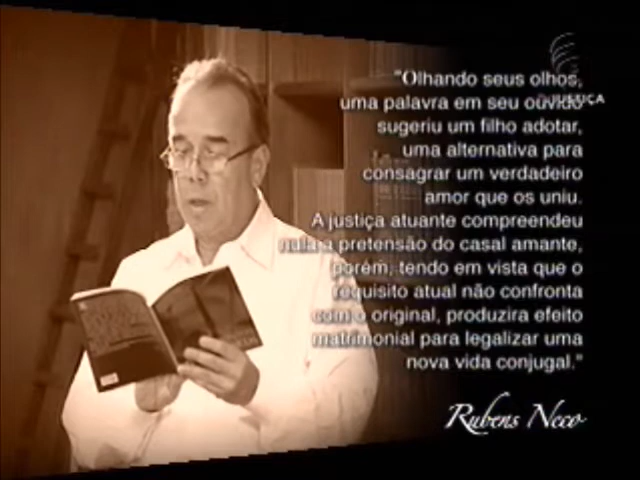 "Olhando seus olhos,
uma palavra em seu ouvido
sugeriu um filho adotar,
uma alternativa para
consagrar um verdadeiro
amor que os uniu.
A justiça atuante compreendeu
nula a pretensão do casal amante,
porém, tendo em vista que o
requisito atual não confronta
com o original, produzira efeito
matrimonial para legalizar uma
nova vida conjugal."
Rubens Neco